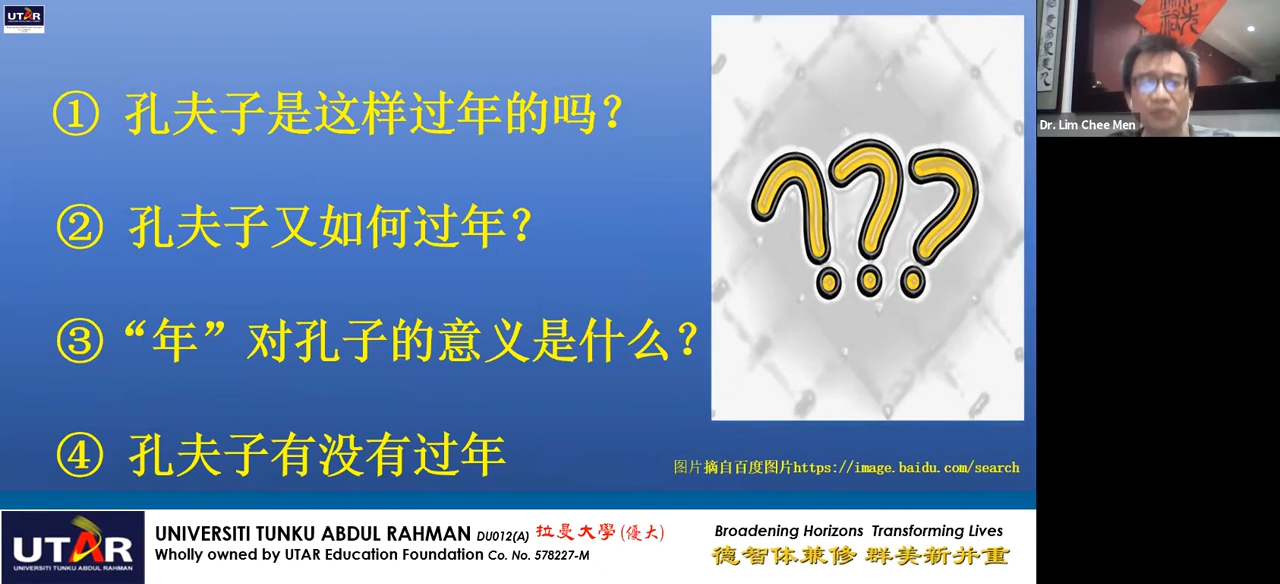 UTAR
① 孔夫子是这样过年的吗？
② 孔夫子又如何过年？
③ “年”对孔子的意义是什么？
④ 孔夫子有没有过年
图片摘自百度图片https://image.baidu.com/search
Dr. Lim Chee Men
UTAR
UNIVERSITI TUNKU ABDUL RAHMAN
UNIVERSITI TUNKU ABDUL RAHMAN DU012(A) 拉曼大學(優大)
Wholly owned by UTAR Education Foundation Co. No. 578227-M
Broadening Horizons Transforming Lives
德智体兼修 群美新并重